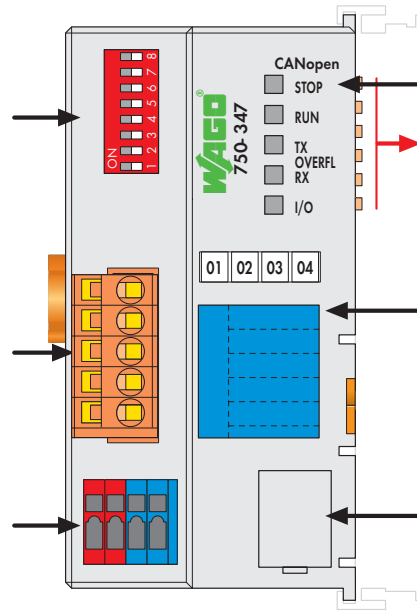 CANopen
STOP
RUN
TX
OVERFL
RX
I/O
WAGO®
750-347
ON
1 2 3 4 5 6 7 8
01 02 03 04